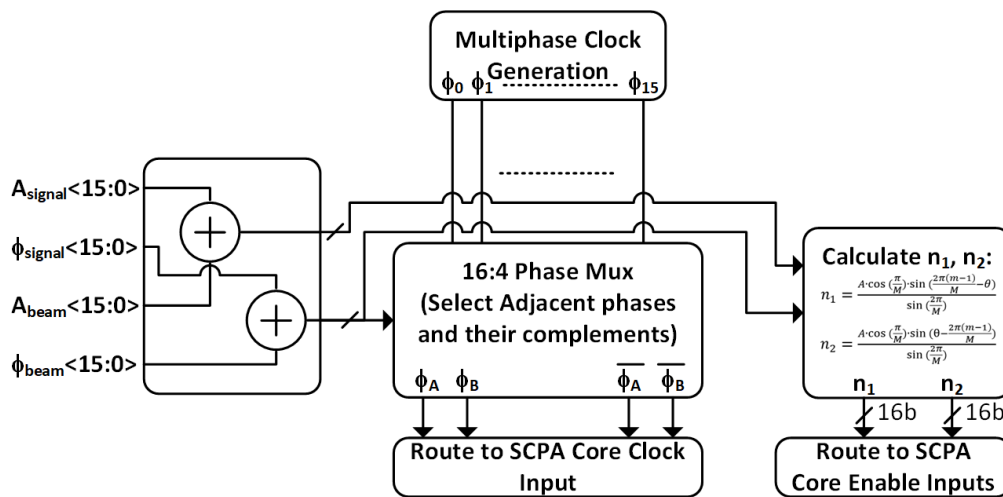 Multiphase Clock
Generation
ϕ0 ϕ1 ϕ15
Asignal<15:0>
ϕsignal<15:0>
Abeam<15:0>
ϕbeam<15:0>
16:4 Phase Mux
(Select Adjacent phases
and their complements)
ϕA ϕB ϕ̅A ϕ̅B
Route to SCPA Core Clock
Input
Calculate n1, n2:
n1 = A·cos(π/M)·sin(2π(m−1)/M−θ) / sin(2π/M)
n2 = A·cos(π/M)·sin(θ−2π(m−1)/M) / sin(2π/M)
n1 n2
16b 16b
Route to SCPA
Core Enable Inputs